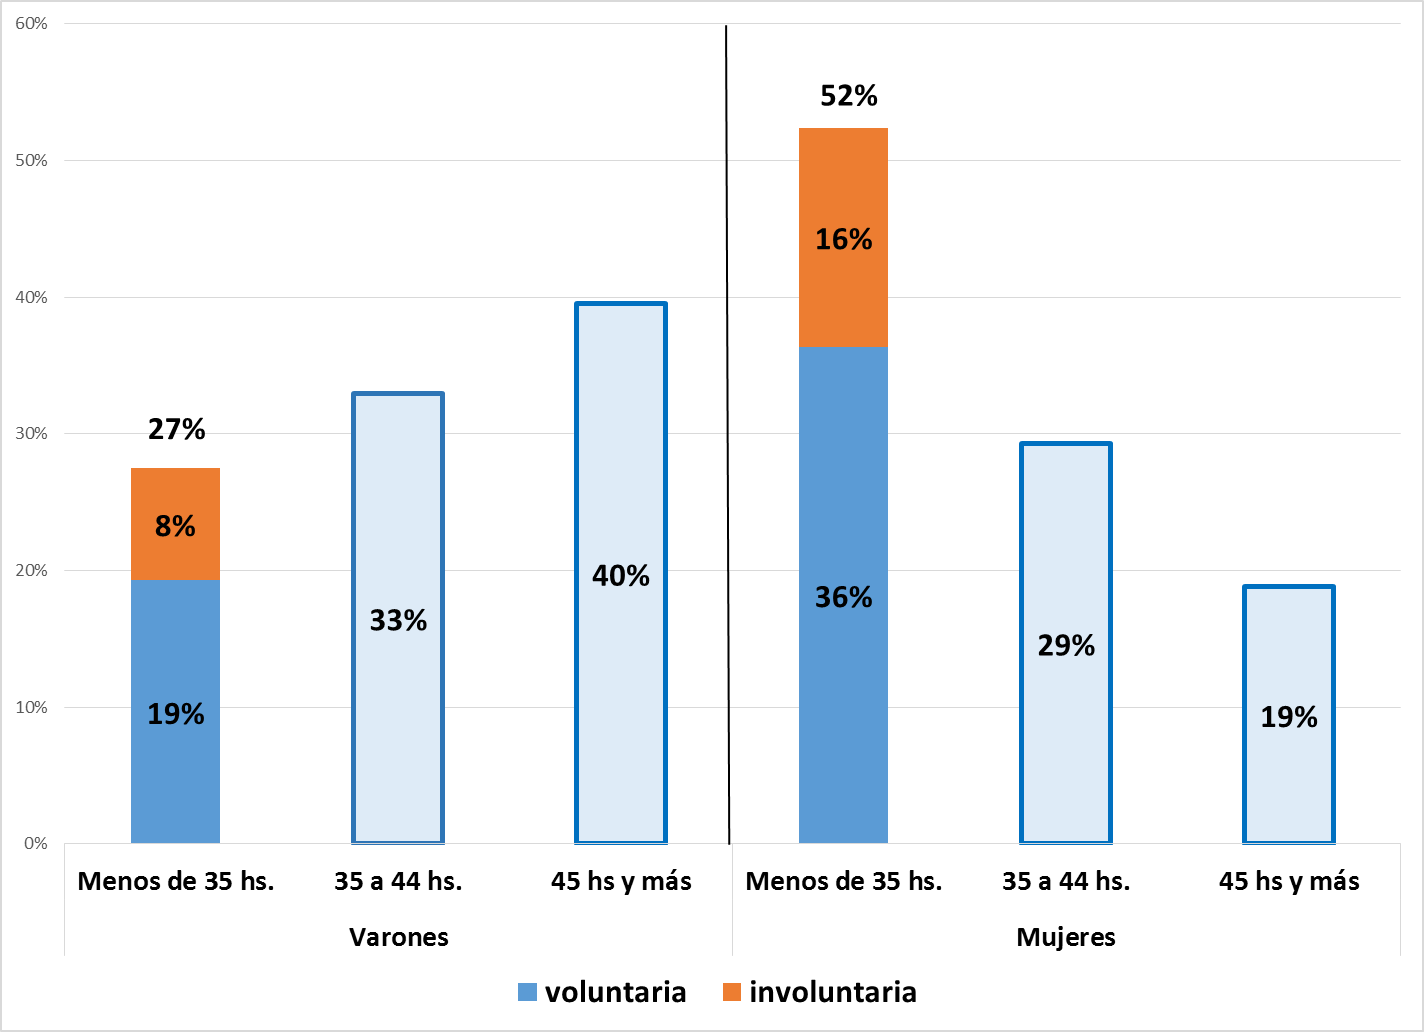 60%
50%
40%
30%
20%
10%
0%
27%
8%
19%
33%
40%
52%
16%
36%
29%
19%
Menos de 35 hs.
35 a 44 hs.
45 hs y más
Menos de 35 hs.
35 a 44 hs.
45 hs y más
Varones
Mujeres
voluntaria
involuntaria